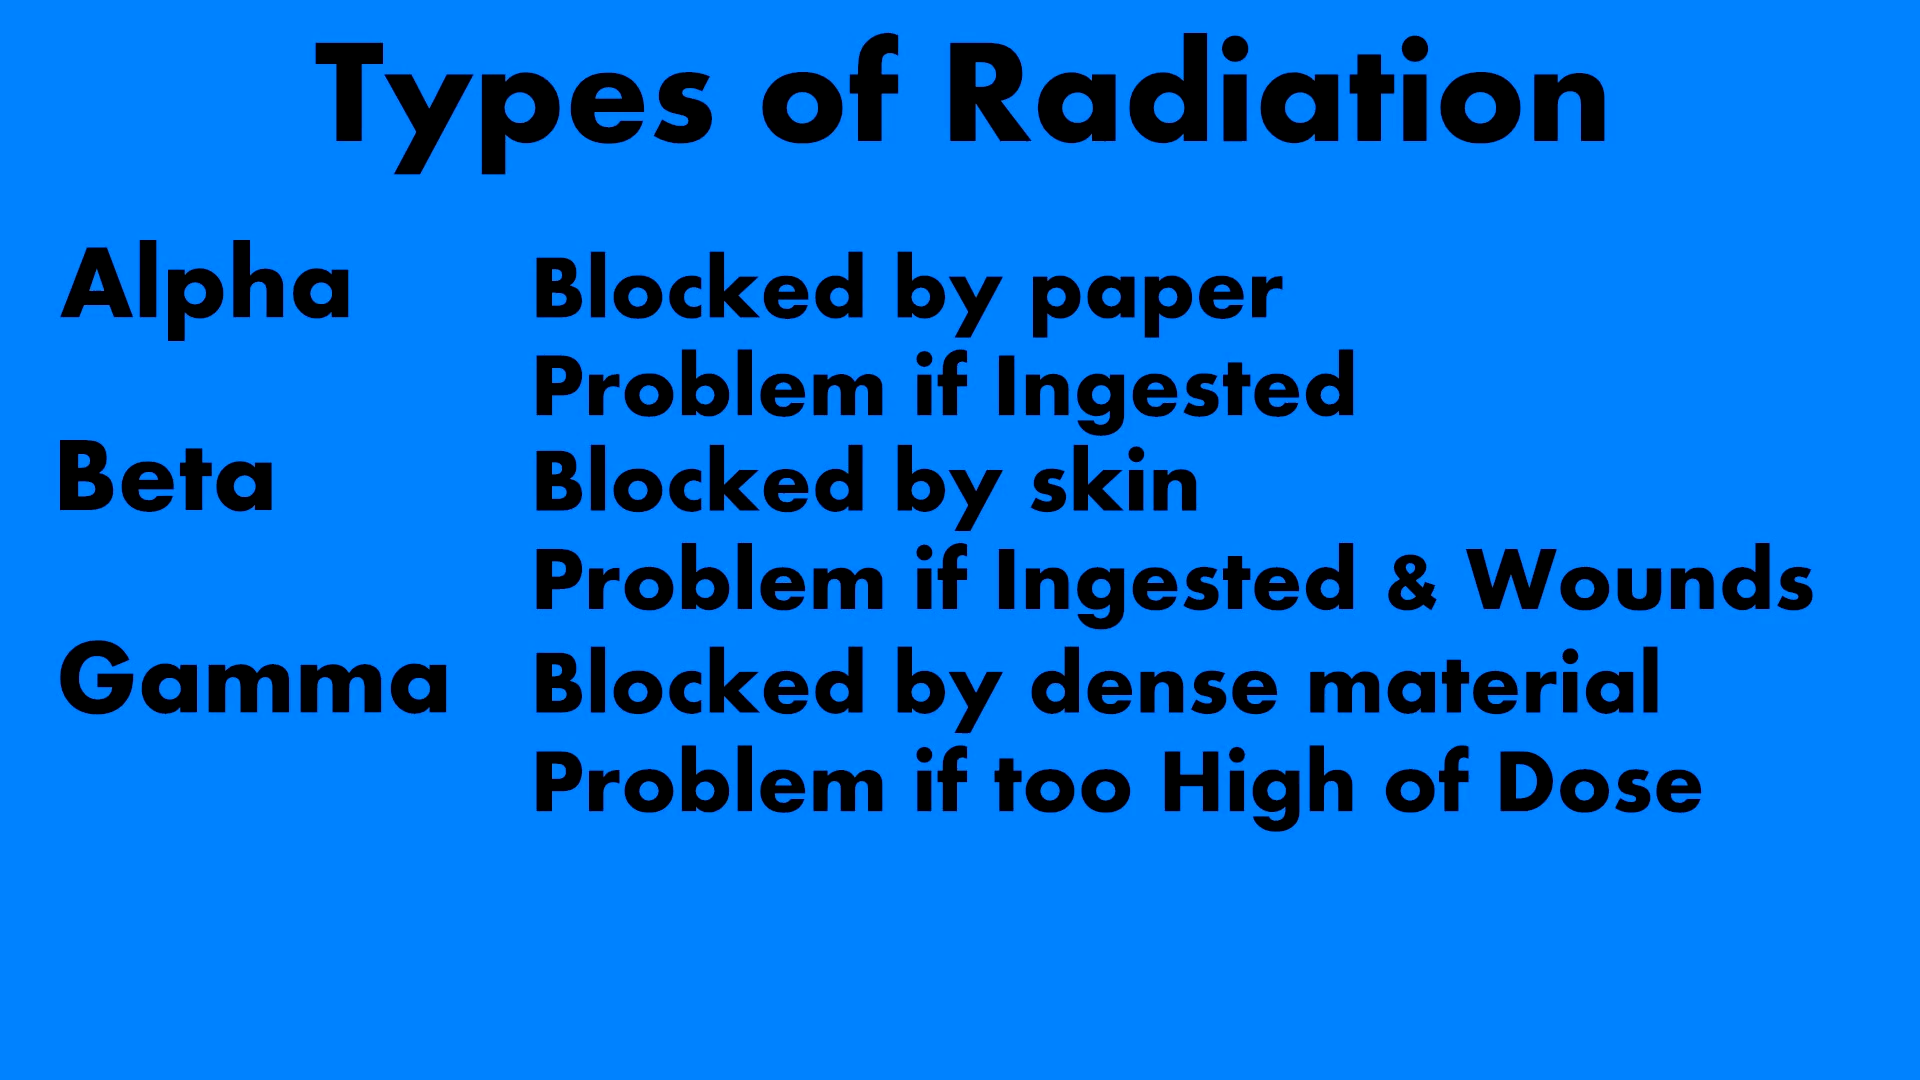 Types of Radiation
Alpha Blocked by paper
Problem if Ingested
Beta Blocked by skin
Problem if Ingested & Wounds
Gamma Blocked by dense material
Problem if too High of Dose